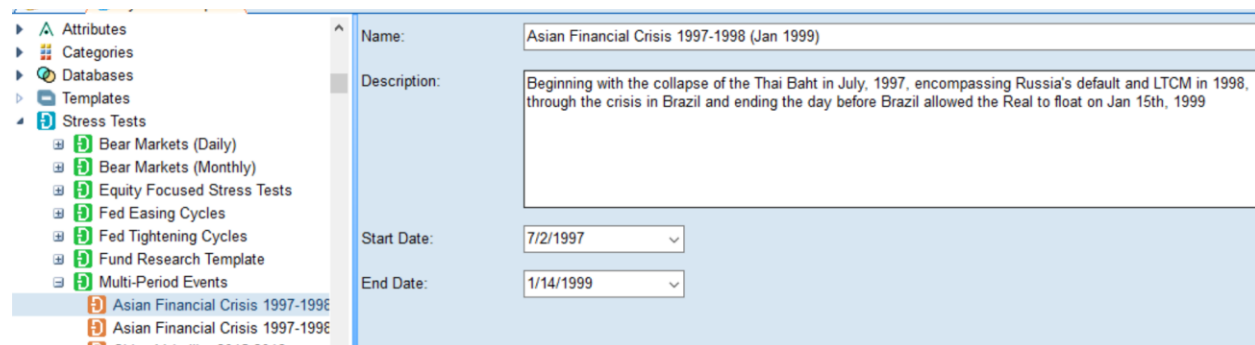 Attributes
Categories
Databases
Templates
Stress Tests
Bear Markets (Daily)
Bear Markets (Monthly)
Equity Focused Stress Tests
Fed Easing Cycles
Fed Tightening Cycles
Fund Research Template
Multi-Period Events
Asian Financial Crisis 1997-1998
Asian Financial Crisis 1997-1998
Name:
Asian Financial Crisis 1997-1998 (Jan 1999)
Description:
Beginning with the collapse of the Thai Baht in July, 1997, encompassing Russia's default and LTCM in 1998,
through the crisis in Brazil and ending the day before Brazil allowed the Real to float on Jan 15th, 1999
Start Date:
7/2/1997
End Date:
1/14/1999